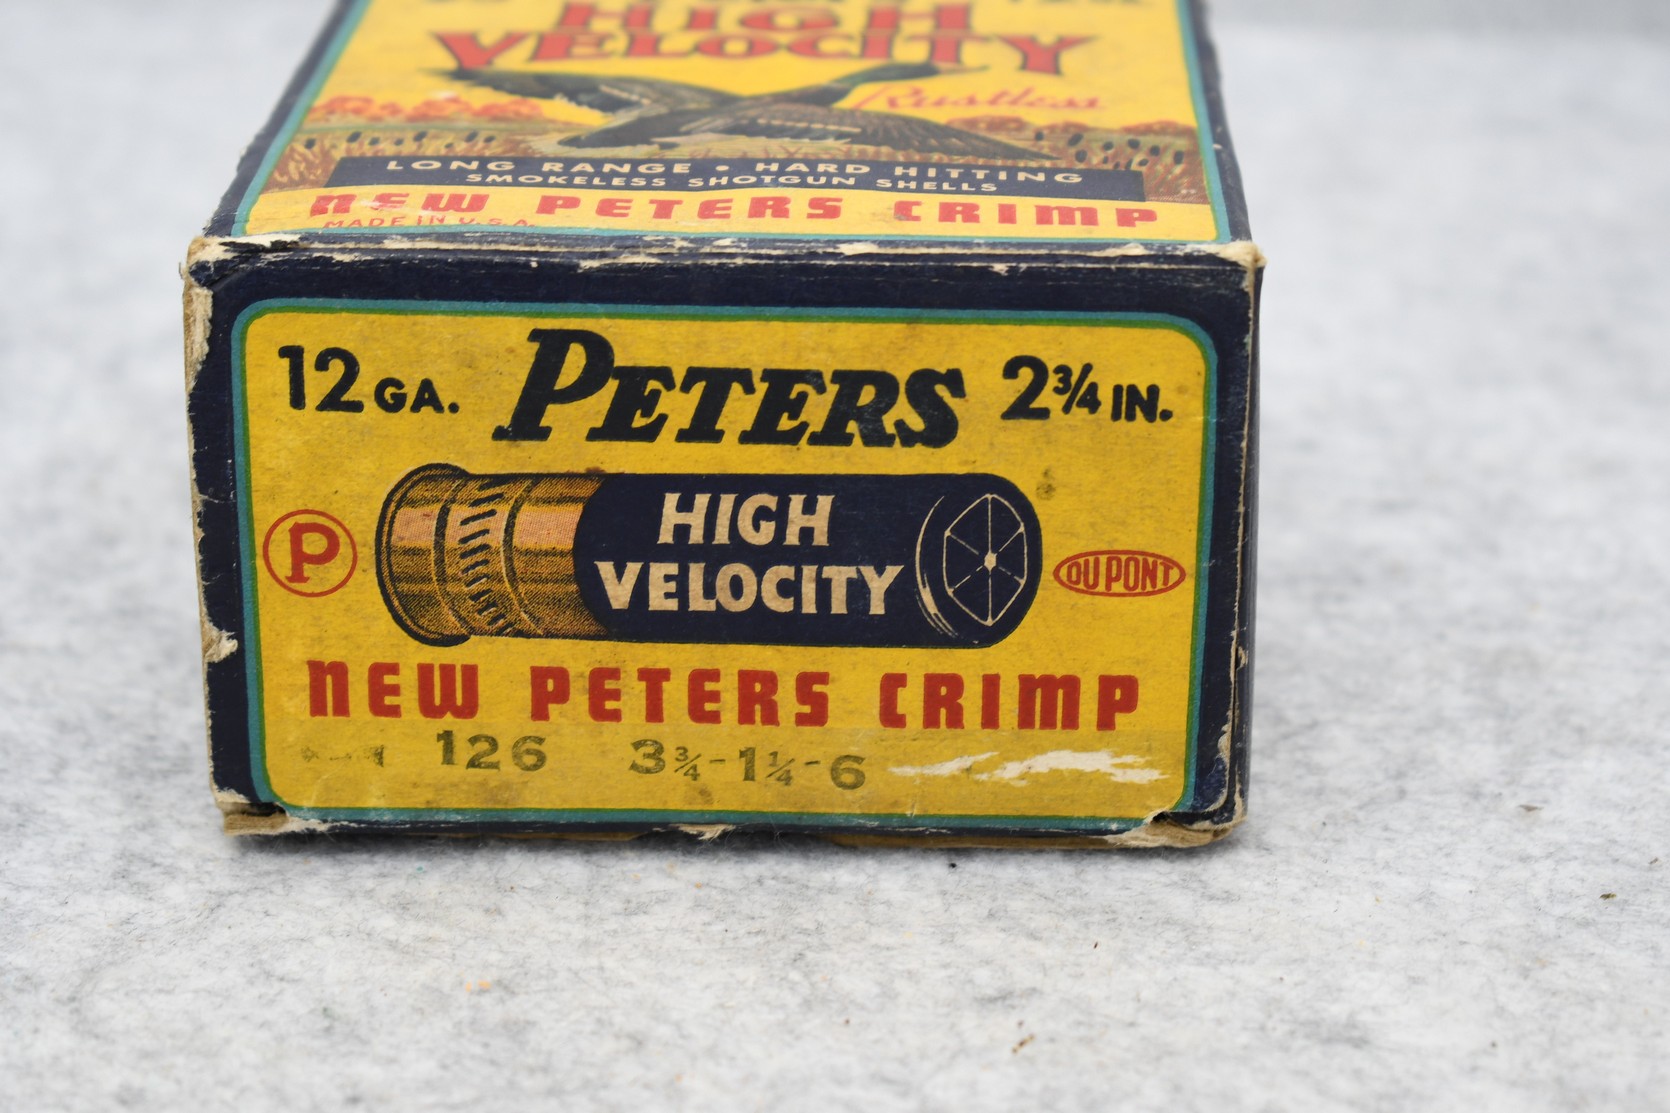 HIGH
VELOCITY
Rustless
LONG RANGE • HARD HITTING
SMOKELESS SHOTGUN SHELLS
NEW PETERS CRIMP
MADE IN U.S.A.
12 GA. PETERS 2¾ IN.
HIGH
VELOCITY
P
DU PONT
NEW PETERS CRIMP
126 3¾-1¼-6